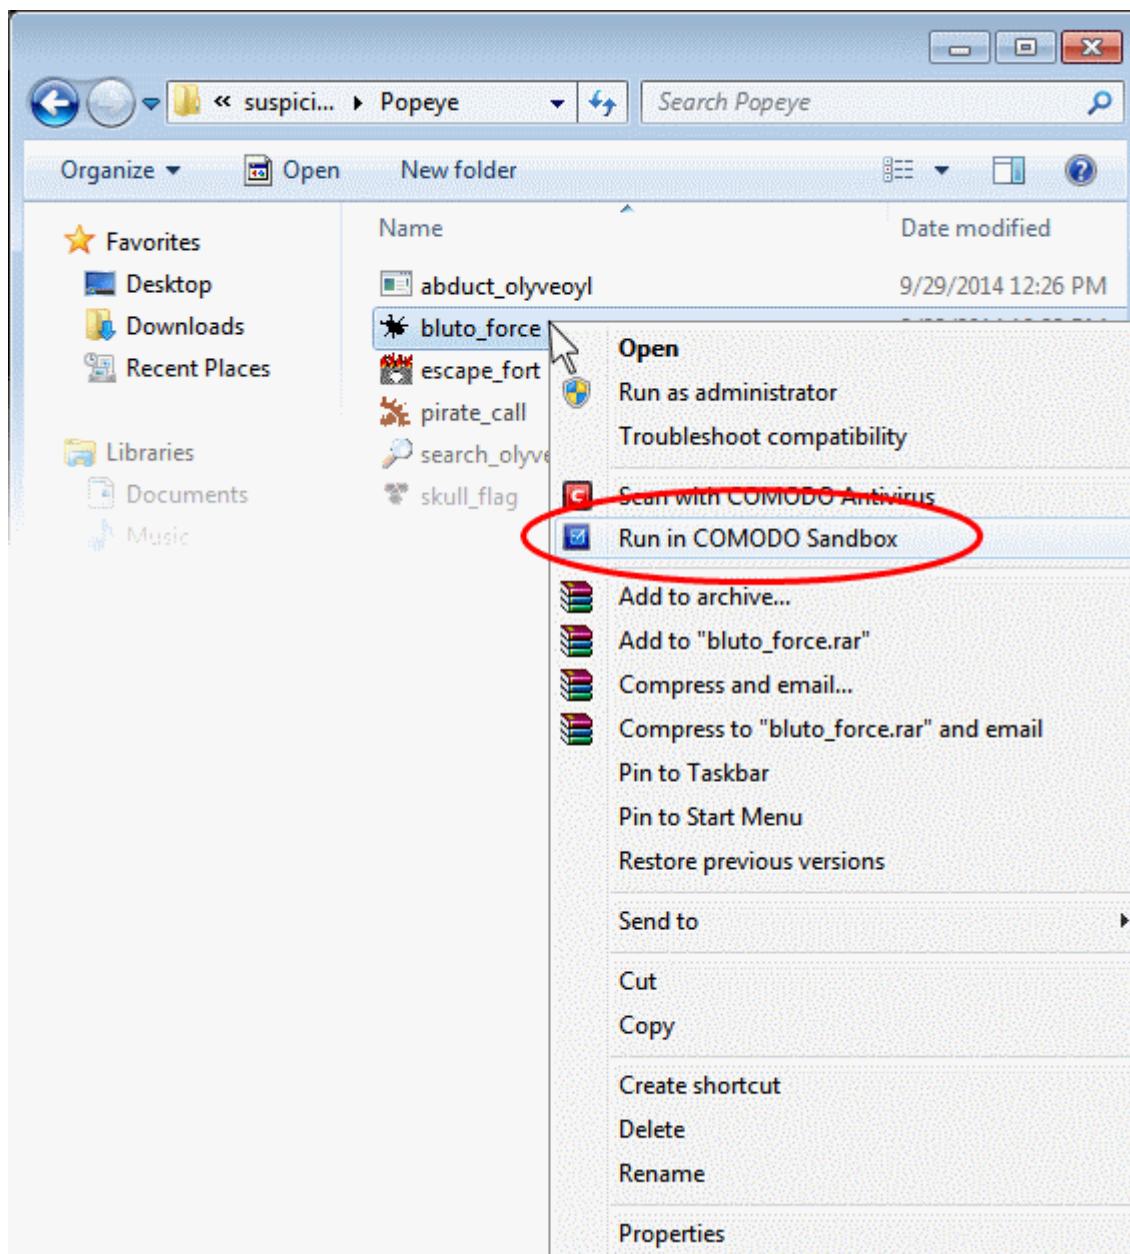 « suspici... ▸ Popeye
Search Popeye
Organize
Open
New folder
Name
Date modified
Favorites
Desktop
Downloads
Recent Places
Libraries
Documents
Music
abduct_olyveoyl
9/29/2014 12:26 PM
bluto_force
escape_fort
pirate_call
search_olyve
skull_flag
Open
Run as administrator
Troubleshoot compatibility
Scan with COMODO Antivirus
Run in COMODO Sandbox
Add to archive...
Add to "bluto_force.rar"
Compress and email...
Compress to "bluto_force.rar" and email
Pin to Taskbar
Pin to Start Menu
Restore previous versions
Send to
Cut
Copy
Create shortcut
Delete
Rename
Properties